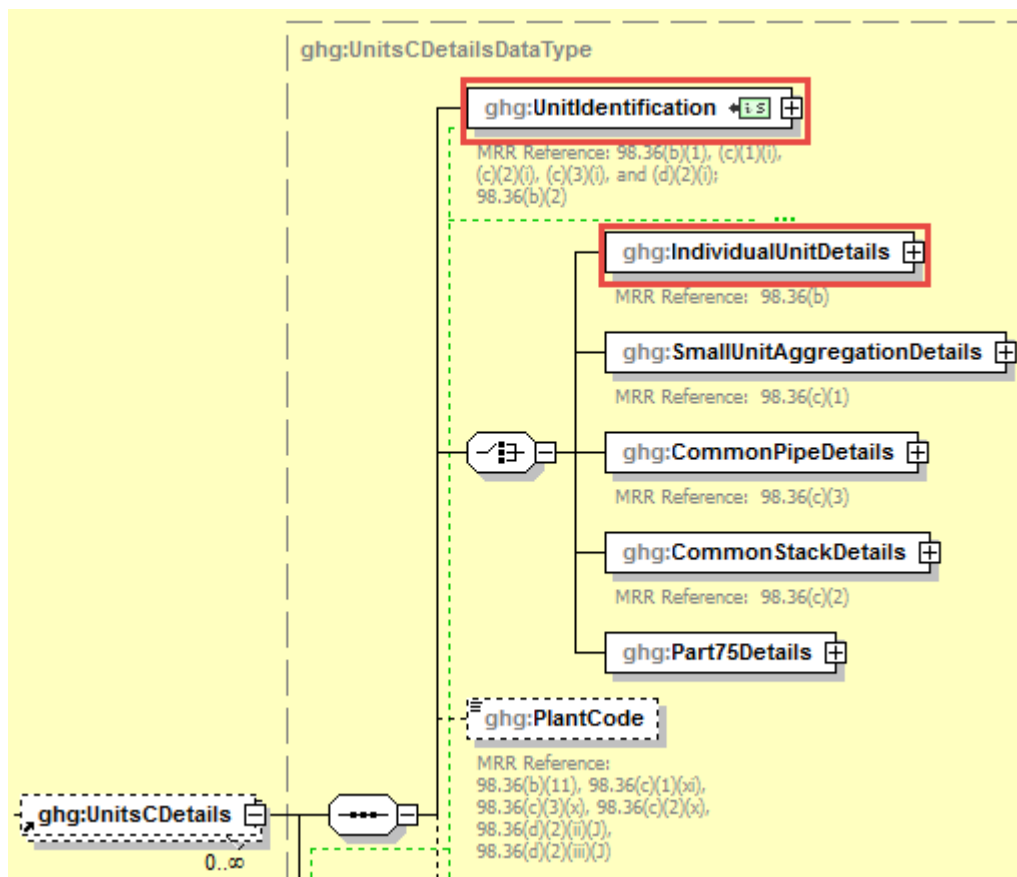 ghg:UnitsCDetailsDataType
ghg:UnitIdentification
is
MRR Reference: 98.36(b)(1), (c)(1)(i),
(c)(2)(i), (c)(3)(i), and (d)(2)(i);
98.36(b)(2)
ghg:IndividualUnitDetails
MRR Reference: 98.36(b)
ghg:SmallUnitAggregationDetails
MRR Reference: 98.36(c)(1)
ghg:CommonPipeDetails
MRR Reference: 98.36(c)(3)
ghg:CommonStackDetails
MRR Reference: 98.36(c)(2)
ghg:Part75Details
ghg:PlantCode
MRR Reference:
98.36(b)(11), 98.36(c)(1)(xi),
98.36(c)(3)(x), 98.36(c)(2)(x),
98.36(d)(2)(ii)(J),
98.36(d)(2)(iii)(J)
ghg:UnitsCDetails
0..∞